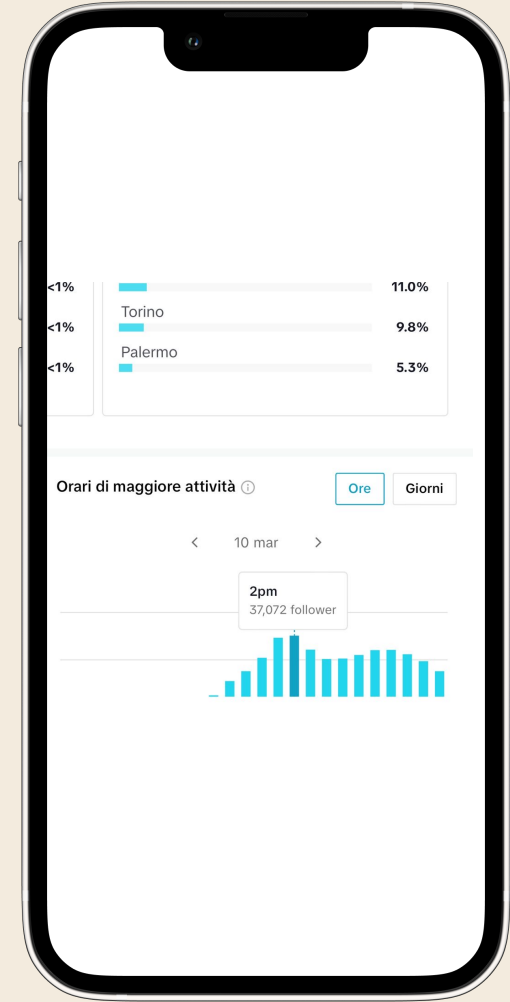 <1%
11.0%
Torino
<1%
9.8%
Palermo
<1%
5.3%
Orari di maggiore attività
Ore
Giorni
< 10 mar >
2pm
37,072 follower